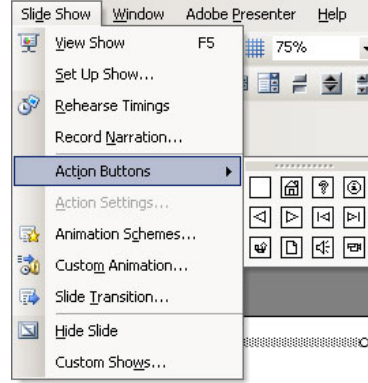 Slide Show Window Adobe Presenter Help
View Show F5
75%
Set Up Show...
Rehearse Timings
Record Narration...
Action Buttons
Action Settings...
Animation Schemes...
Custom Animation...
Slide Transition...
Hide Slide
Custom Shows...